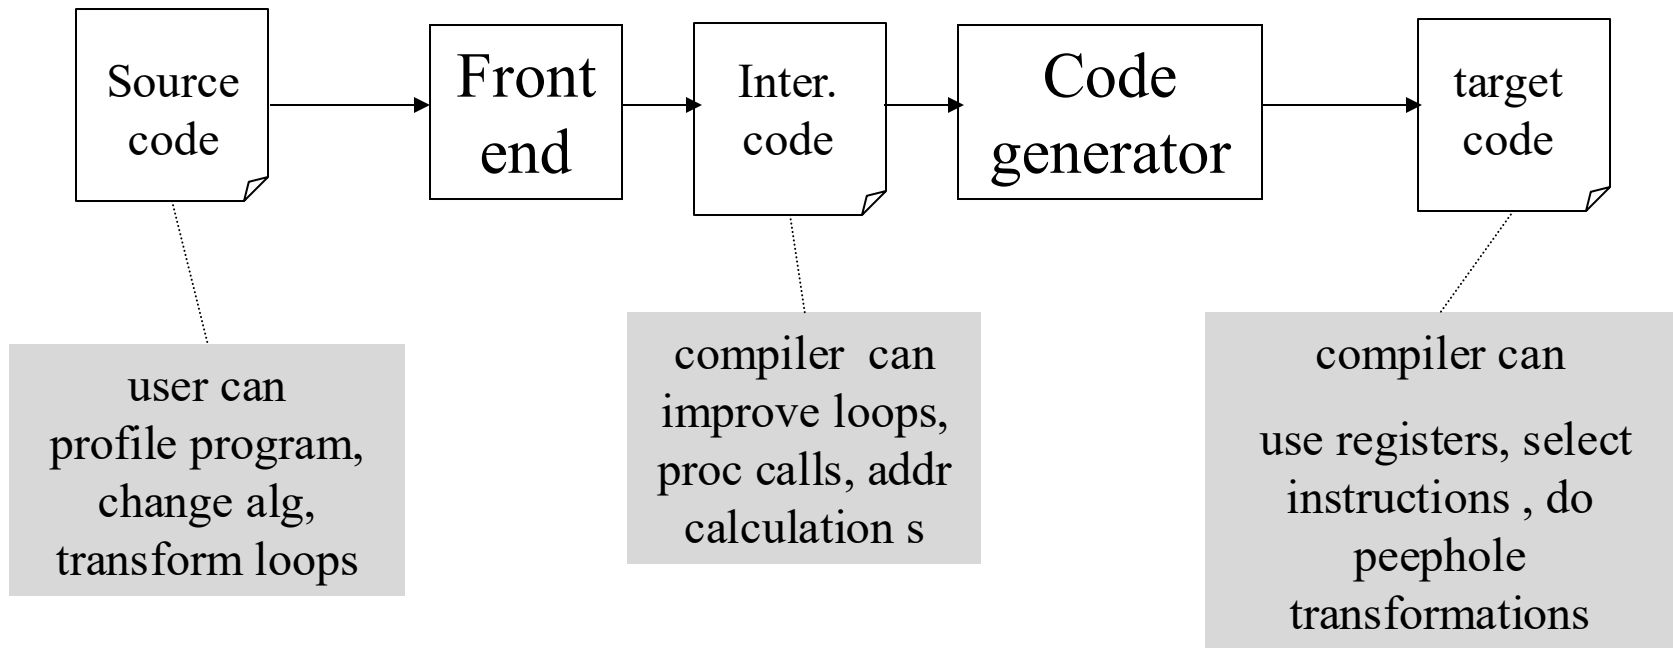 Source
code
Front
end
Inter.
code
Code
generator
target
code
user can
profile program,
change alg,
transform loops
compiler  can
improve loops,
proc calls, addr
calculation s
compiler can
use registers, select
instructions , do
peephole
transformations